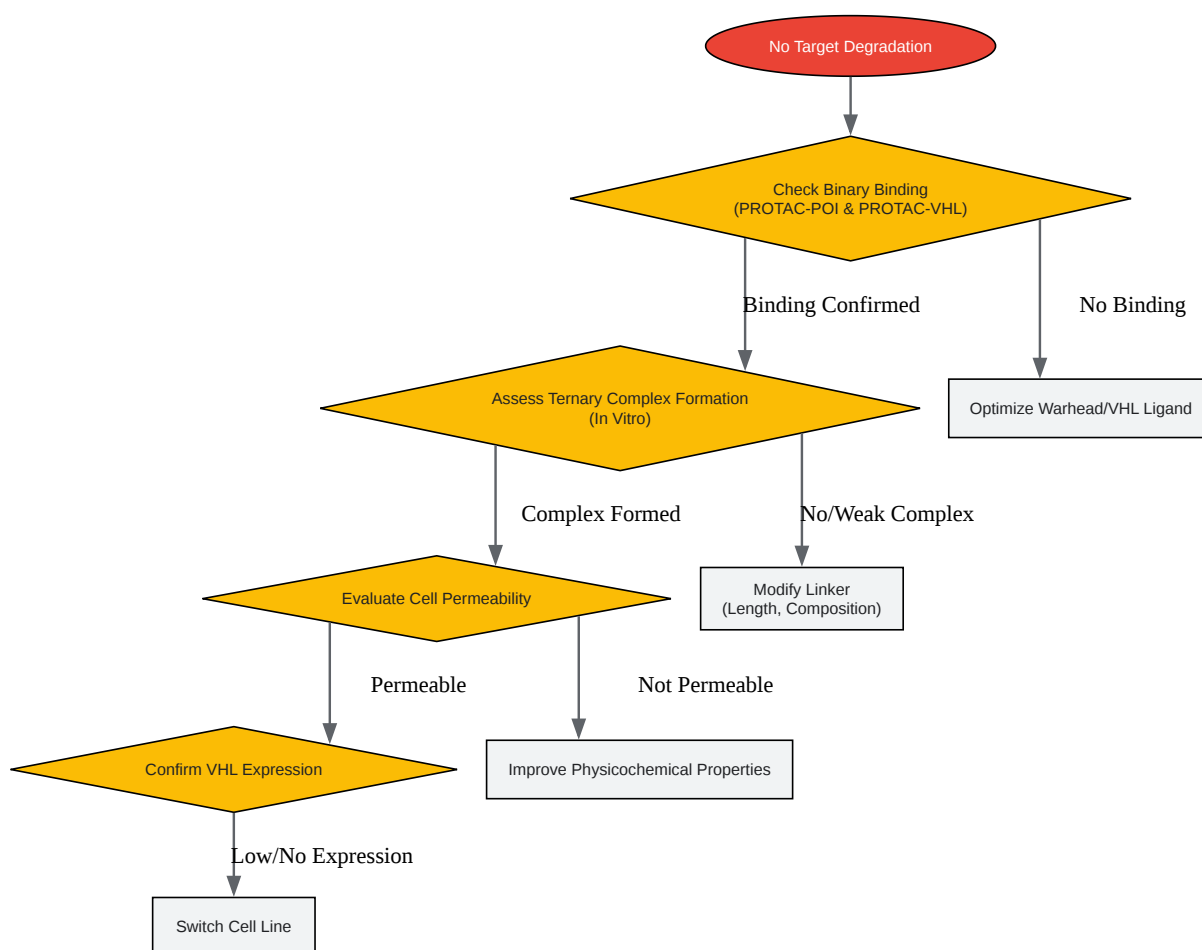 No Target Degradation
Check Binary Binding
(PROTAC-POI & PROTAC-VHL)
Binding Confirmed
No Binding
Assess Ternary Complex Formation
(In Vitro)
Optimize Warhead/VHL Ligand
Complex Formed
No/Weak Complex
Evaluate Cell Permeability
Modify Linker
(Length, Composition)
Permeable
Not Permeable
Confirm VHL Expression
Improve Physicochemical Properties
Low/No Expression
Switch Cell Line